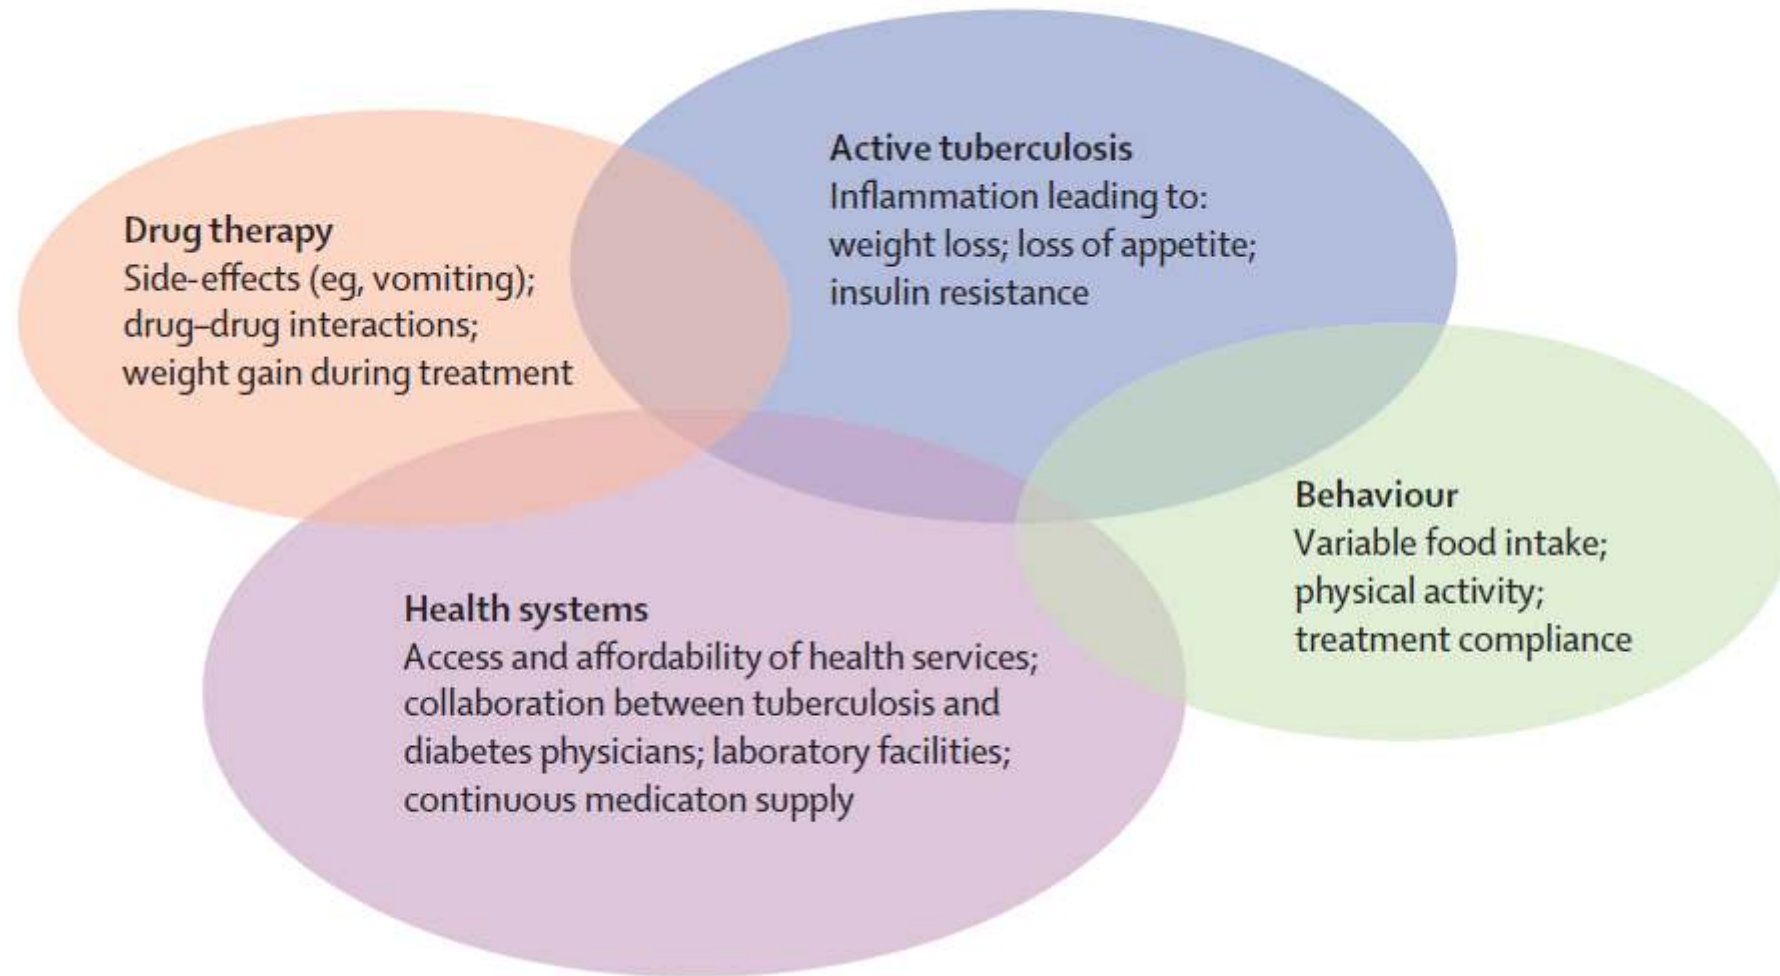 Active tuberculosis
Inflammation leading to:
weight loss; loss of appetite;
insulin resistance
Drug therapy
Side-effects (eg, vomiting);
drug–drug interactions;
weight gain during treatment
Behaviour
Variable food intake;
physical activity;
treatment compliance
Health systems
Access and affordability of health services;
collaboration between tuberculosis and
diabetes physicians; laboratory facilities;
continuous medicaton supply